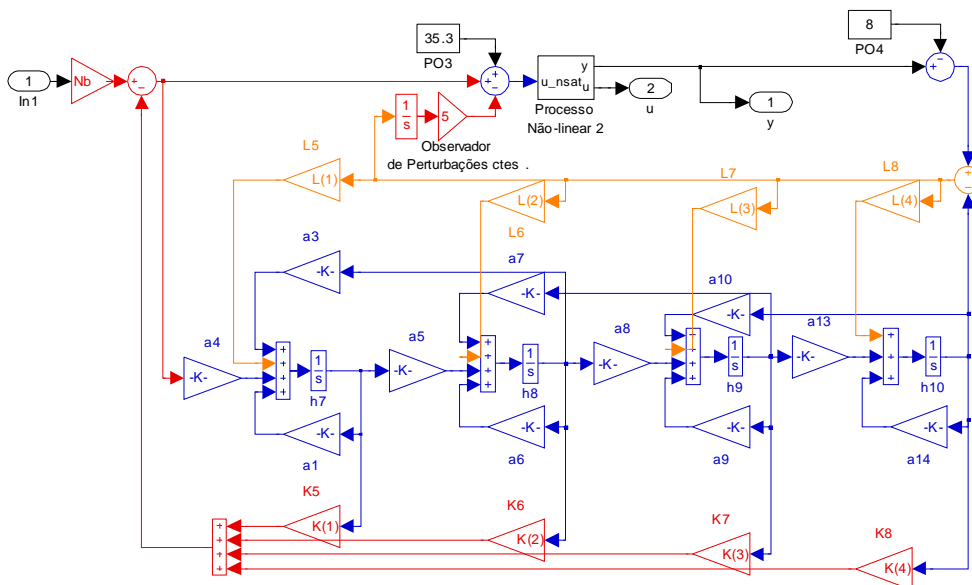 35.3
PO3
8
PO4
1
In1
Nb
+
−
+
+
−
y
u_nsat
u
Processo
Não-linear 2
2
u
1
y
+
−
1
s
5
Observador
de Perturbações ctes .
+
−
L5
L(1)
L(2)
L6
L7
L(3)
L8
L(4)
a3
-K-
a7
-K-
a10
-K-
a4
-K-
+
+
+
+
1
s
h7
a5
-K-
+
+
+
+
1
s
h8
a8
-K-
+
+
+
+
1
s
h9
a13
-K-
+
+
+
1
s
h10
-K-
a1
-K-
a6
-K-
a9
-K-
a14
+
+
+
+
K5
K(1)
K6
K(2)
K7
K(3)
K8
K(4)